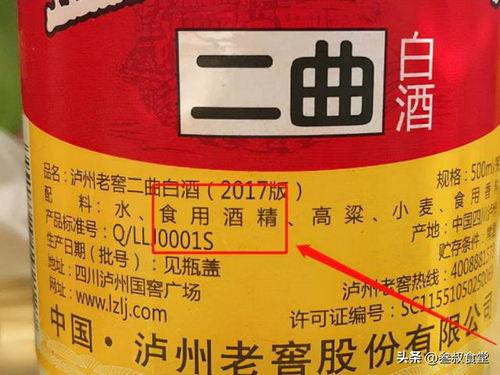 二曲
白酒
品名：泸州老窖二曲白酒（2017版）
规格：500ml
配 料：水、食用酒精、高粱、小麦、食用香
产品标准号：Q/LLJ0001S
产地：中国四川泸州
生产日期（批号）：见瓶盖
贮存条件：
地址：四川泸州国窖广场
泸州老窖热线：4008881
网址：www.lzlj.com
许可证编号：SC11551050250
中国·泸州老窖股份有限公司
头条 @叁叔食堂